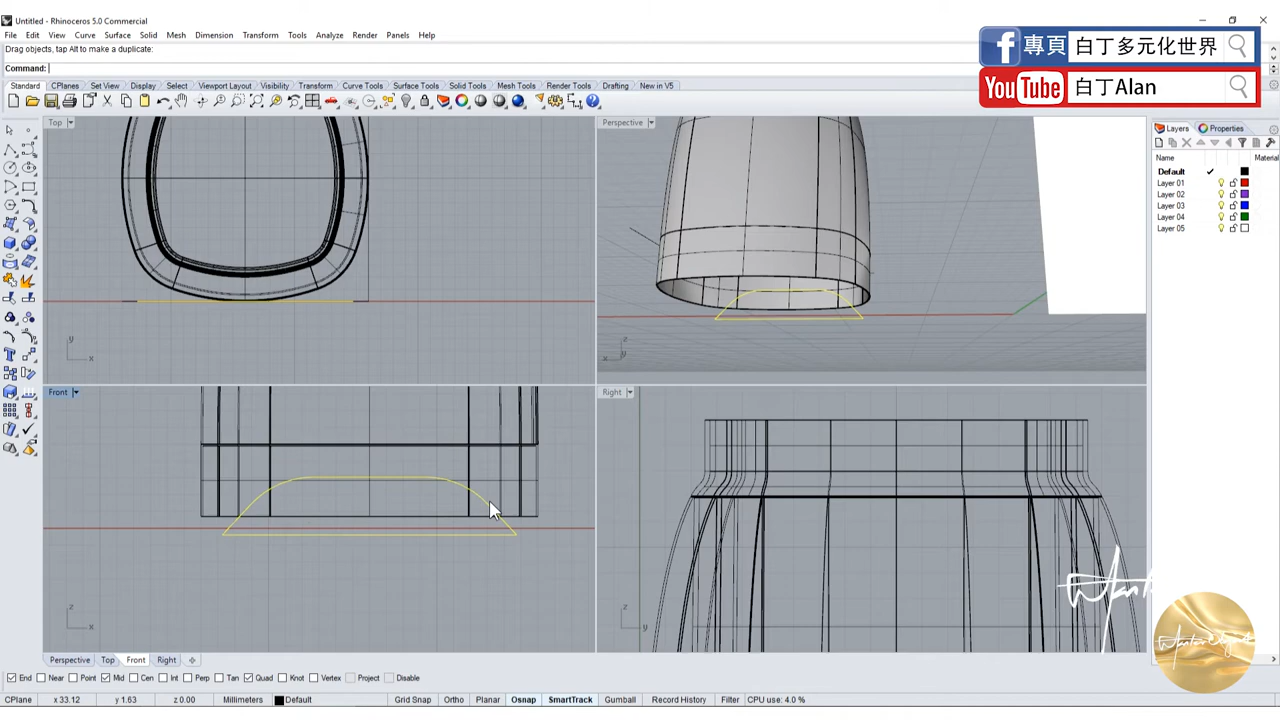 Untitled - Rhinoceros 5.0 Commercial
File Edit View Curve Surface Solid Mesh Dimension Transform Tools Analyze Render Panels Help
Drag objects, tap Alt to make a duplicate:
Command:
專頁 白丁多元化世界
YouTube 白丁Alan
Standard CPlanes Set View Display Select Viewport Layout Visibility Transform Curve Tools Surface Tools Solid Tools Mesh Tools Render Tools Drafting New in V5
Top
Perspective
Layers Properties
Name Material
Default
Layer 01
Layer 02
Layer 03
Layer 04
Layer 05
y
x
z
y
x
Front
Right
z
x
z
y
Perspective Top Front Right
End Near Point Mid Cen Int Perp Tan Quad Knot Vertex Project Disable
CPlane x 33.12 y 1.63 z 0.00 Millimeters Default Grid Snap Ortho Planar Osnap SmartTrack Gumball Record History Filter CPU use: 4.0 %